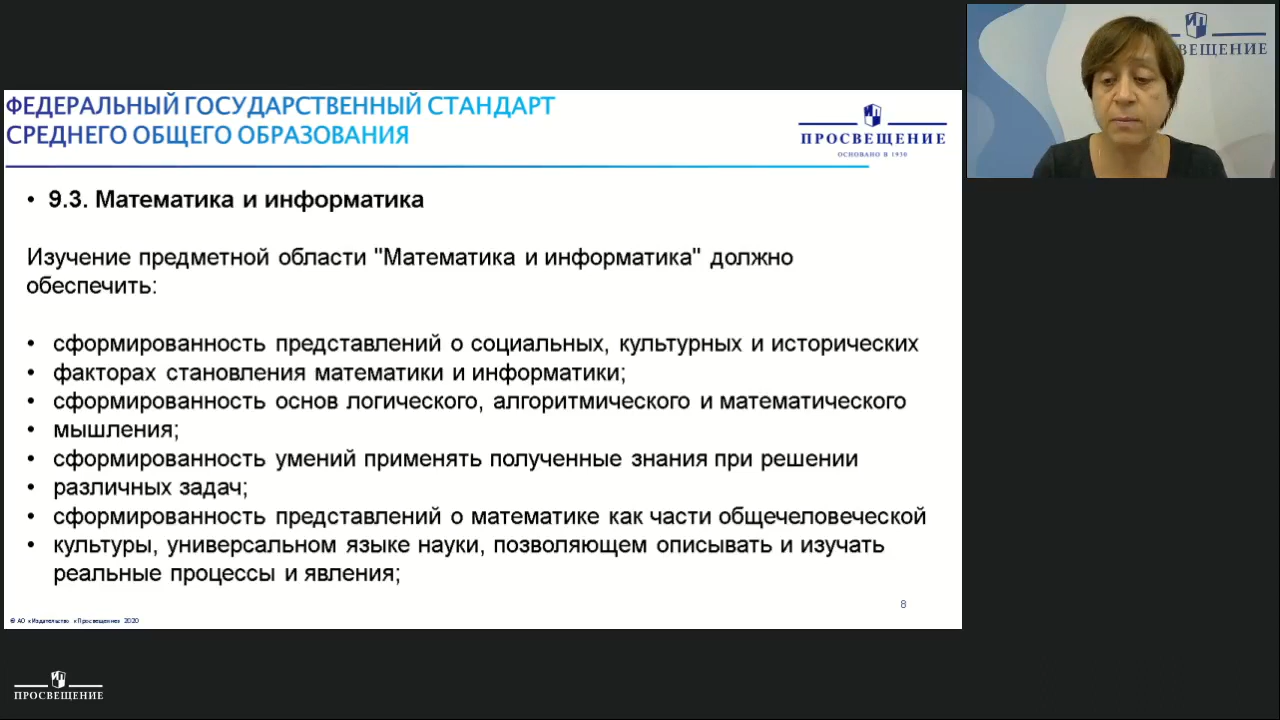 ФЕДЕРАЛЬНЫЙ ГОСУДАРСТВЕННЫЙ СТАНДАРТ
СРЕДНЕГО ОБЩЕГО ОБРАЗОВАНИЯ
ПРОСВЕЩЕНИЕ
ОСНОВАНО В 1930
• 9.3. Математика и информатика
Изучение предметной области "Математика и информатика" должно
обеспечить:
• сформированность представлений о социальных, культурных и исторических
• факторах становления математики и информатики;
• сформированность основ логического, алгоритмического и математического
• мышления;
• сформированность умений применять полученные знания при решении
• различных задач;
• сформированность представлений о математике как части общечеловеческой
• культуры, универсальном языке науки, позволяющем описывать и изучать
реальные процессы и явления;
8
© АО «Издательство «Просвещение» 2020
ПРОСВЕЩЕНИЕ
СВЕЩЕНИЕ